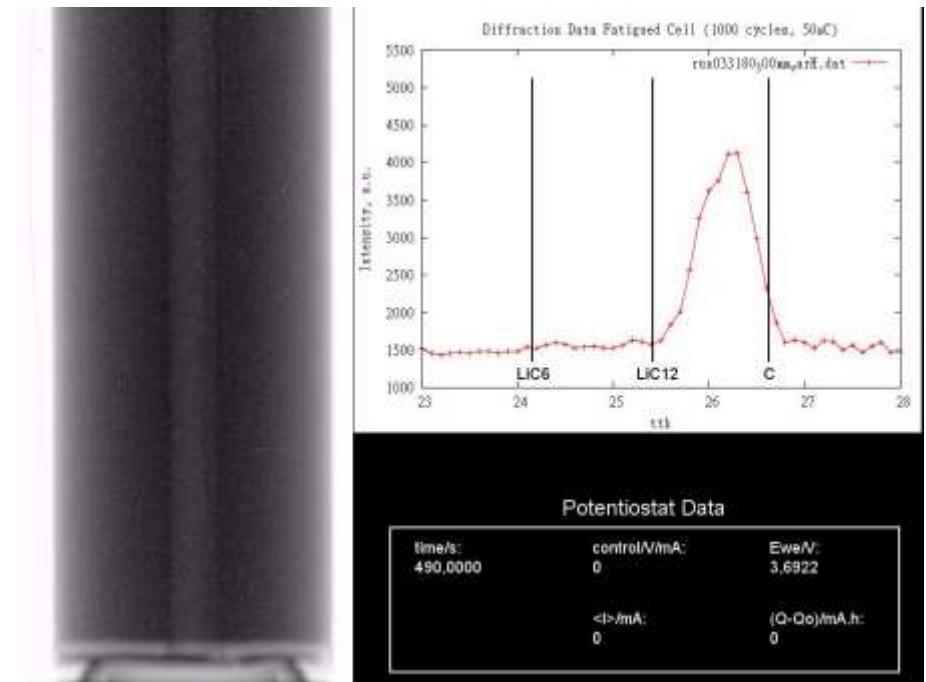 Diffraction Data Fatigued Cell (1000 cycles, 50aC)
5500
5000
4500
4000
3500
3000
2500
2000
1500
1000
Intensity, a.u.
LiC6
LiC12
C
23
24
25
26
27
28
tth
Potentiostat Data
time/s: control/V/mA: Ewe/V:
490,0000 0 3,6922
<I>/mA: (Q-Qo)/mA.h:
0 0